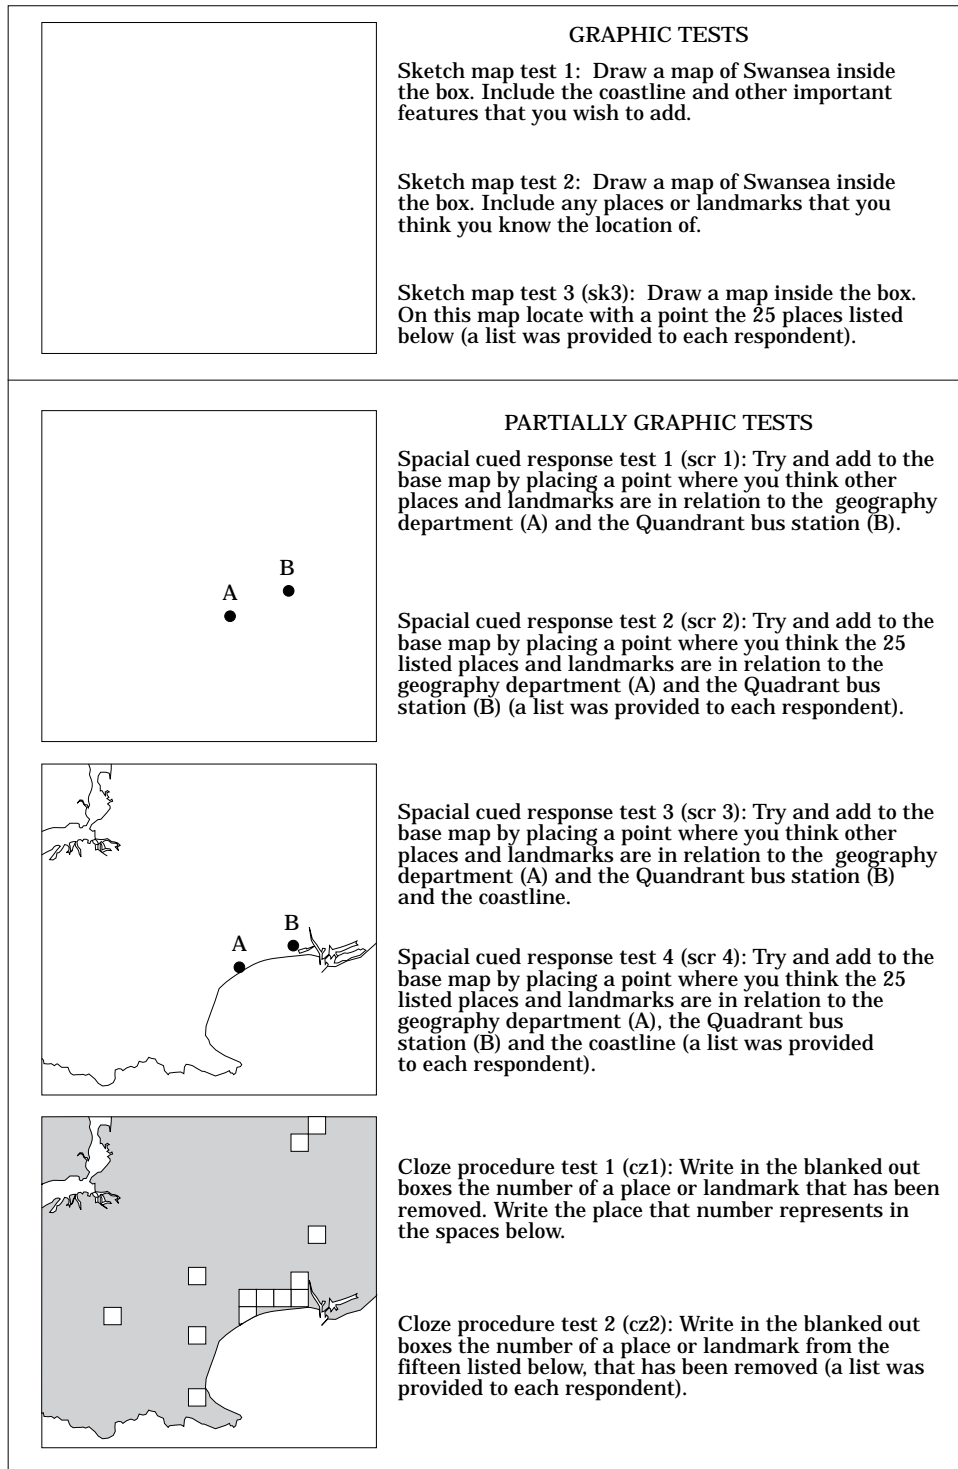 GRAPHIC TESTS
Sketch map test 1: Draw a map of Swansea inside
the box. Include the coastline and other important
features that you wish to add.
Sketch map test 2: Draw a map of Swansea inside
the box. Include any places or landmarks that you
think you know the location of.
Sketch map test 3 (sk3): Draw a map inside the box.
On this map locate with a point the 25 places listed
below (a list was provided to each respondent).
PARTIALLY GRAPHIC TESTS
Spacial cued response test 1 (scr 1): Try and add to the
base map by placing a point where you think other
places and landmarks are in relation to the geography
department (A) and the Quandrant bus station (B).
A
B
Spacial cued response test 2 (scr 2): Try and add to the
base map by placing a point where you think the 25
listed places and landmarks are in relation to the
geography department (A) and the Quadrant bus
station (B) (a list was provided to each respondent).
Spacial cued response test 3 (scr 3): Try and add to the
base map by placing a point where you think other
places and landmarks are in relation to the geography
department (A) and the Quandrant bus station (B)
and the coastline.
A
B
Spacial cued response test 4 (scr 4): Try and add to the
base map by placing a point where you think the 25
listed places and landmarks are in relation to the
geography department (A), the Quadrant bus
station (B) and the coastline (a list was provided
to each respondent).
Cloze procedure test 1 (cz1): Write in the blanked out
boxes the number of a place or landmark that has been
removed. Write the place that number represents in
the spaces below.
Cloze procedure test 2 (cz2): Write in the blanked out
boxes the number of a place or landmark from the
fifteen listed below, that has been removed (a list was
provided to each respondent).